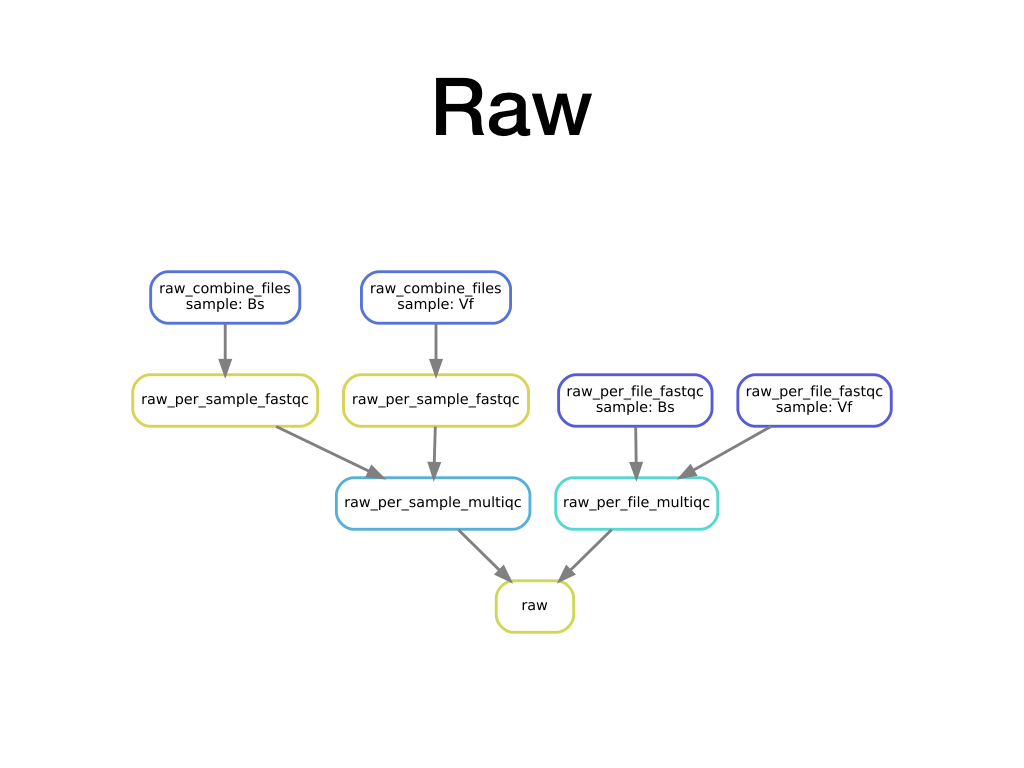 Raw
raw_combine_files
sample: Bs
raw_combine_files
sample: Vf
raw_per_sample_fastqc
raw_per_sample_fastqc
raw_per_file_fastqc
sample: Bs
raw_per_file_fastqc
sample: Vf
raw_per_sample_multiqc
raw_per_file_multiqc
raw